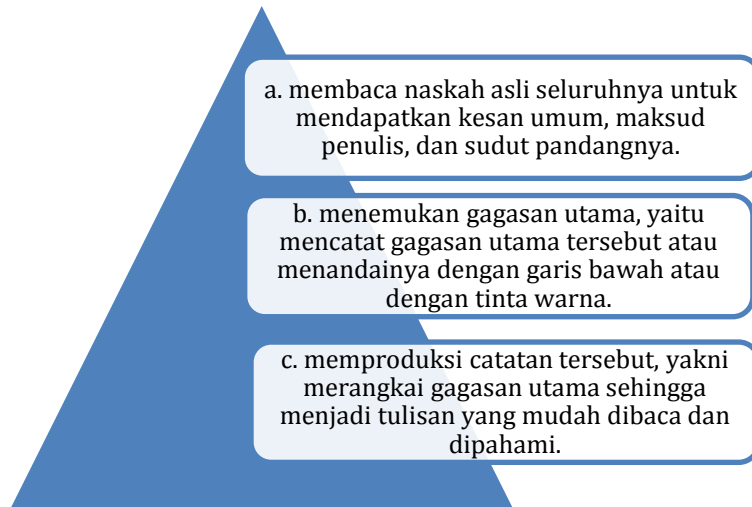 a. membaca naskah asli seluruhnya untuk
mendapatkan kesan umum, maksud
penulis, dan sudut pandangnya.
b. menemukan gagasan utama, yaitu
mencatat gagasan utama tersebut atau
menandainya dengan garis bawah atau
dengan tinta warna.
c. memproduksi catatan tersebut, yakni
merangkai gagasan utama sehingga
menjadi tulisan yang mudah dibaca dan
dipahami.